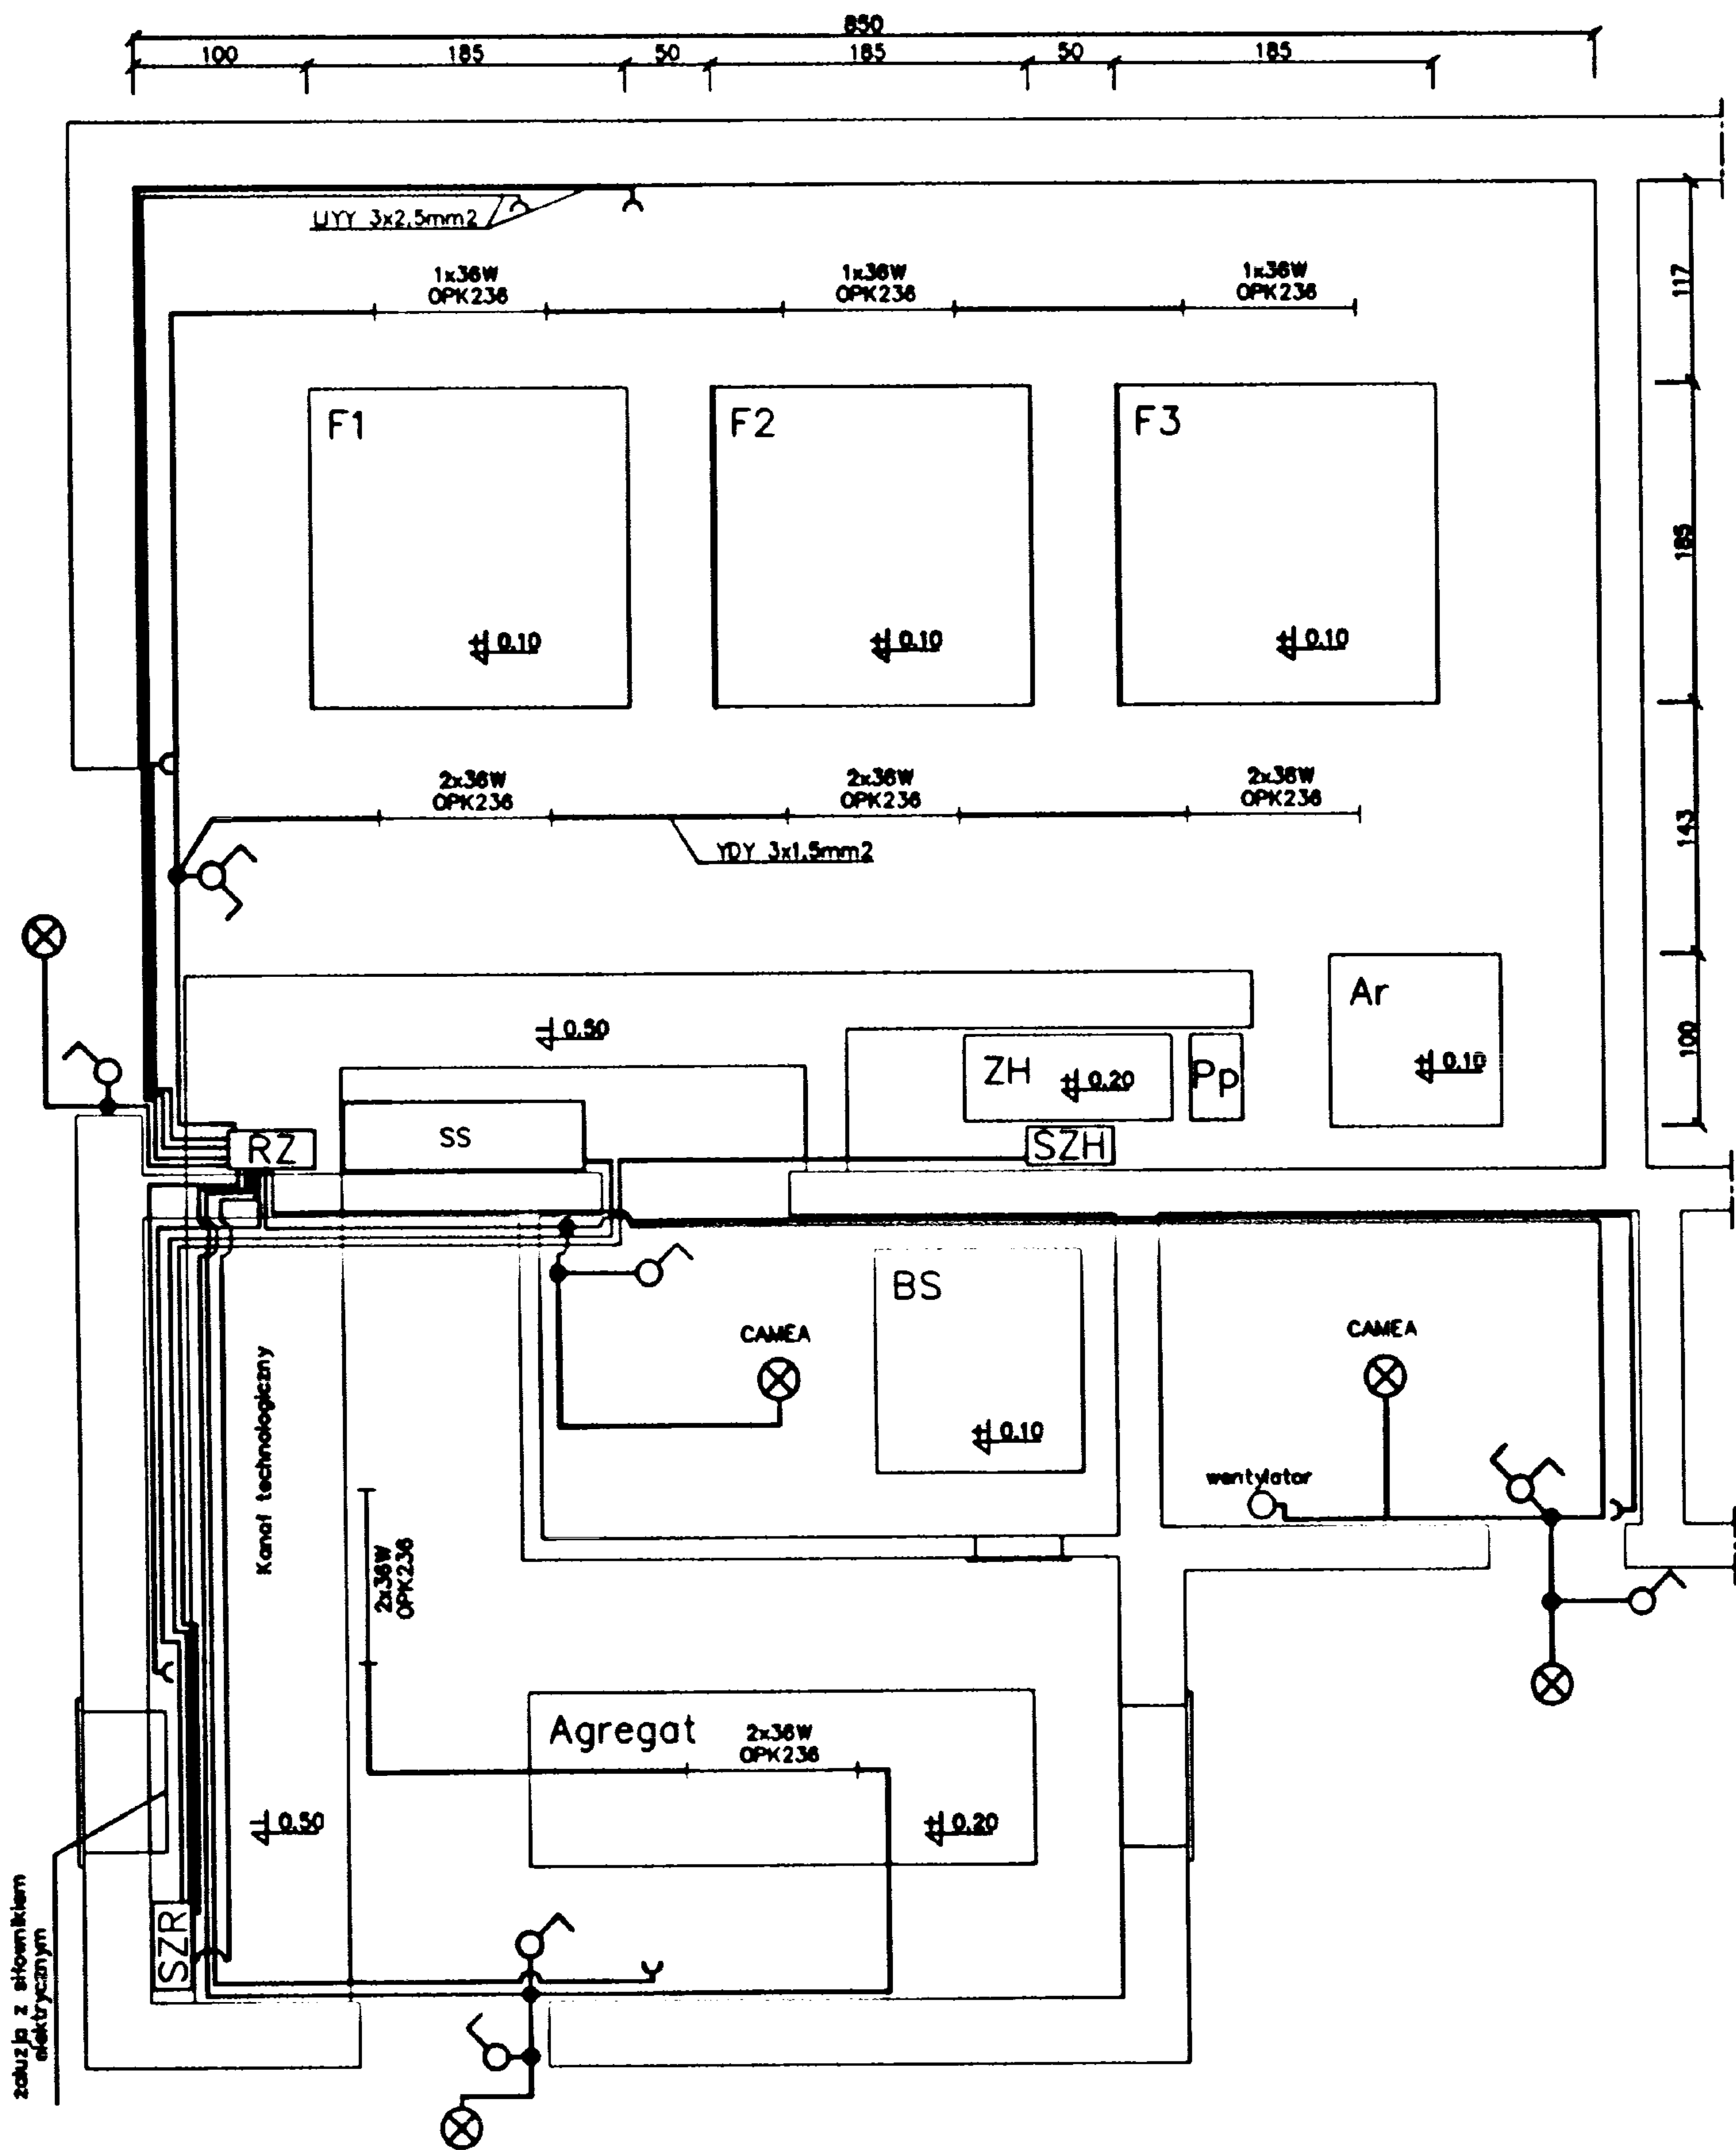 850
100
185
50
185
50
185
LIYY 3x2,5mm2
1x36W
OPK236
1x36W
OPK236
1x36W
OPK236
117
F1
F2
F3
185
±0.10
±0.10
±0.10
2x36W
OPK236
2x36W
OPK236
2x36W
OPK236
YDY 3x1,5mm2
143
Ar
0.50
ZH
±0.20
Pp
±0.10
100
RZ
SS
SZH
BS
CAMEA
CAMEA
Kanał technologiczny
±0.10
wentylator
2x36W
OPK236
Agregat
2x36W
OPK236
0.50
±0.20
SZR
żaluzja z siłownikiem
elektrycznym